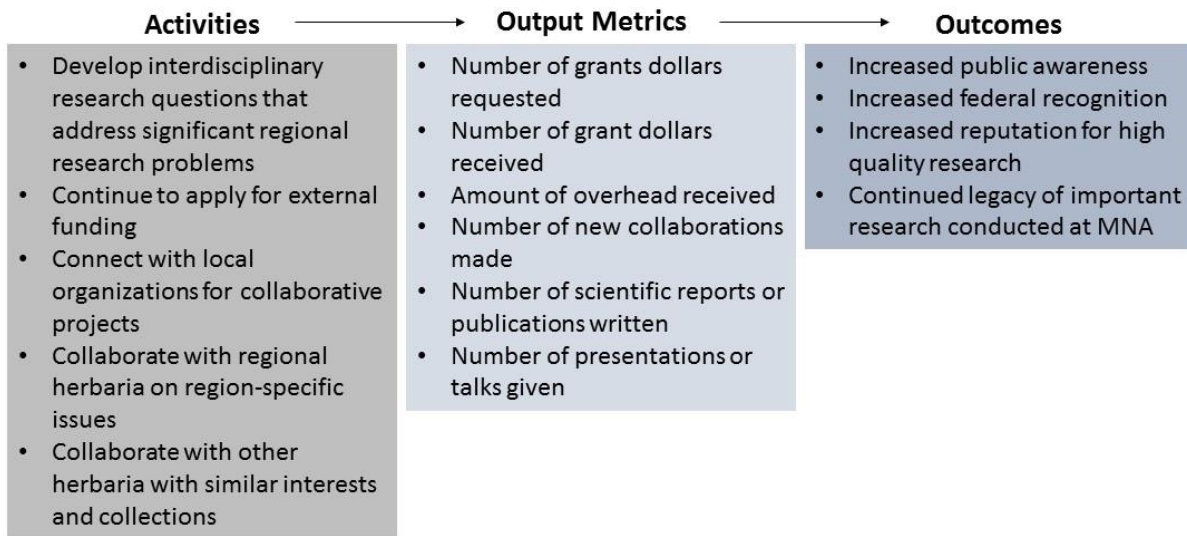 Activities
Output Metrics
Outcomes
• Develop interdisciplinary
research questions that
address significant regional
research problems
• Continue to apply for external
funding
• Connect with local
organizations for collaborative
projects
• Collaborate with regional
herbaria on region-specific
issues
• Collaborate with other
herbaria with similar interests
and collections
• Number of grants dollars
requested
• Number of grant dollars
received
• Amount of overhead received
• Number of new collaborations
made
• Number of scientific reports or
publications written
• Number of presentations or
talks given
• Increased public awareness
• Increased federal recognition
• Increased reputation for high
quality research
• Continued legacy of important
research conducted at MNA